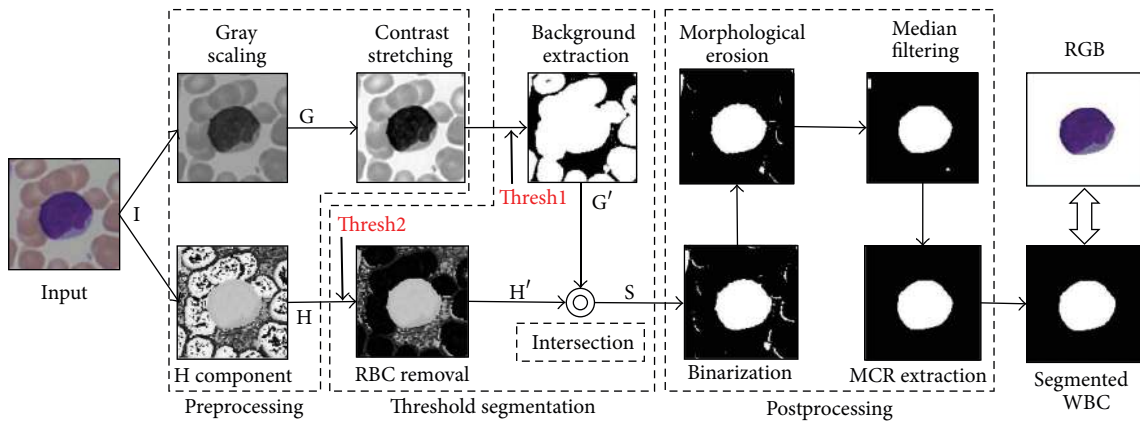 Gray
scaling
Contrast
stretching
Background
extraction
Morphological
erosion
Median
filtering
RGB
G
Thresh1
G′
I
Thresh2
Input
H
H′
S
Intersection
H component
RBC removal
Binarization
MCR extraction
Segmented
WBC
Preprocessing
Threshold segmentation
Postprocessing